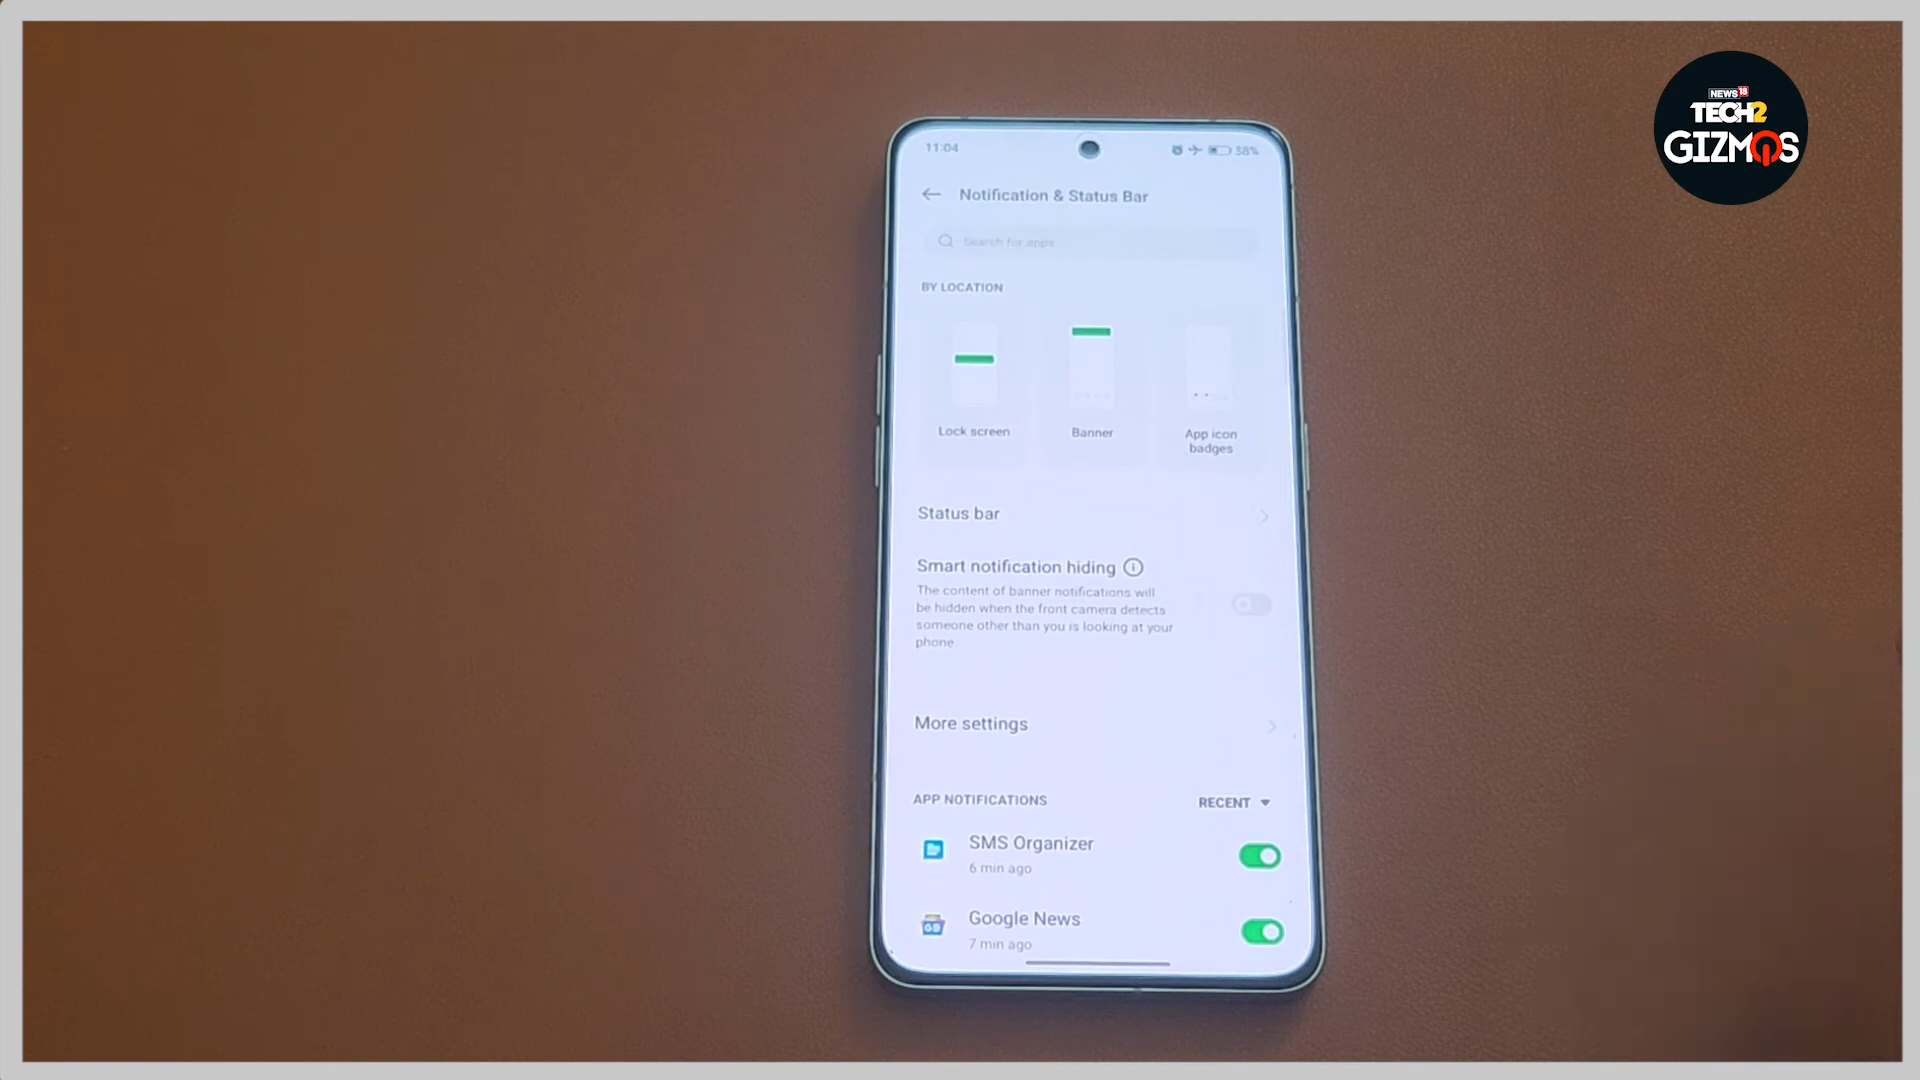 NEWS18
TECH2
GIZMOS
11:04
38%
Notification & Status Bar
Search for apps
BY LOCATION
Lock screen
Banner
App icon
badges
Status bar
Smart notification hiding
The content of banner notifications will
be hidden when the front camera detects
someone other than you is looking at your
phone.
More settings
APP NOTIFICATIONS
RECENT
SMS Organizer
6 min ago
Google News
7 min ago